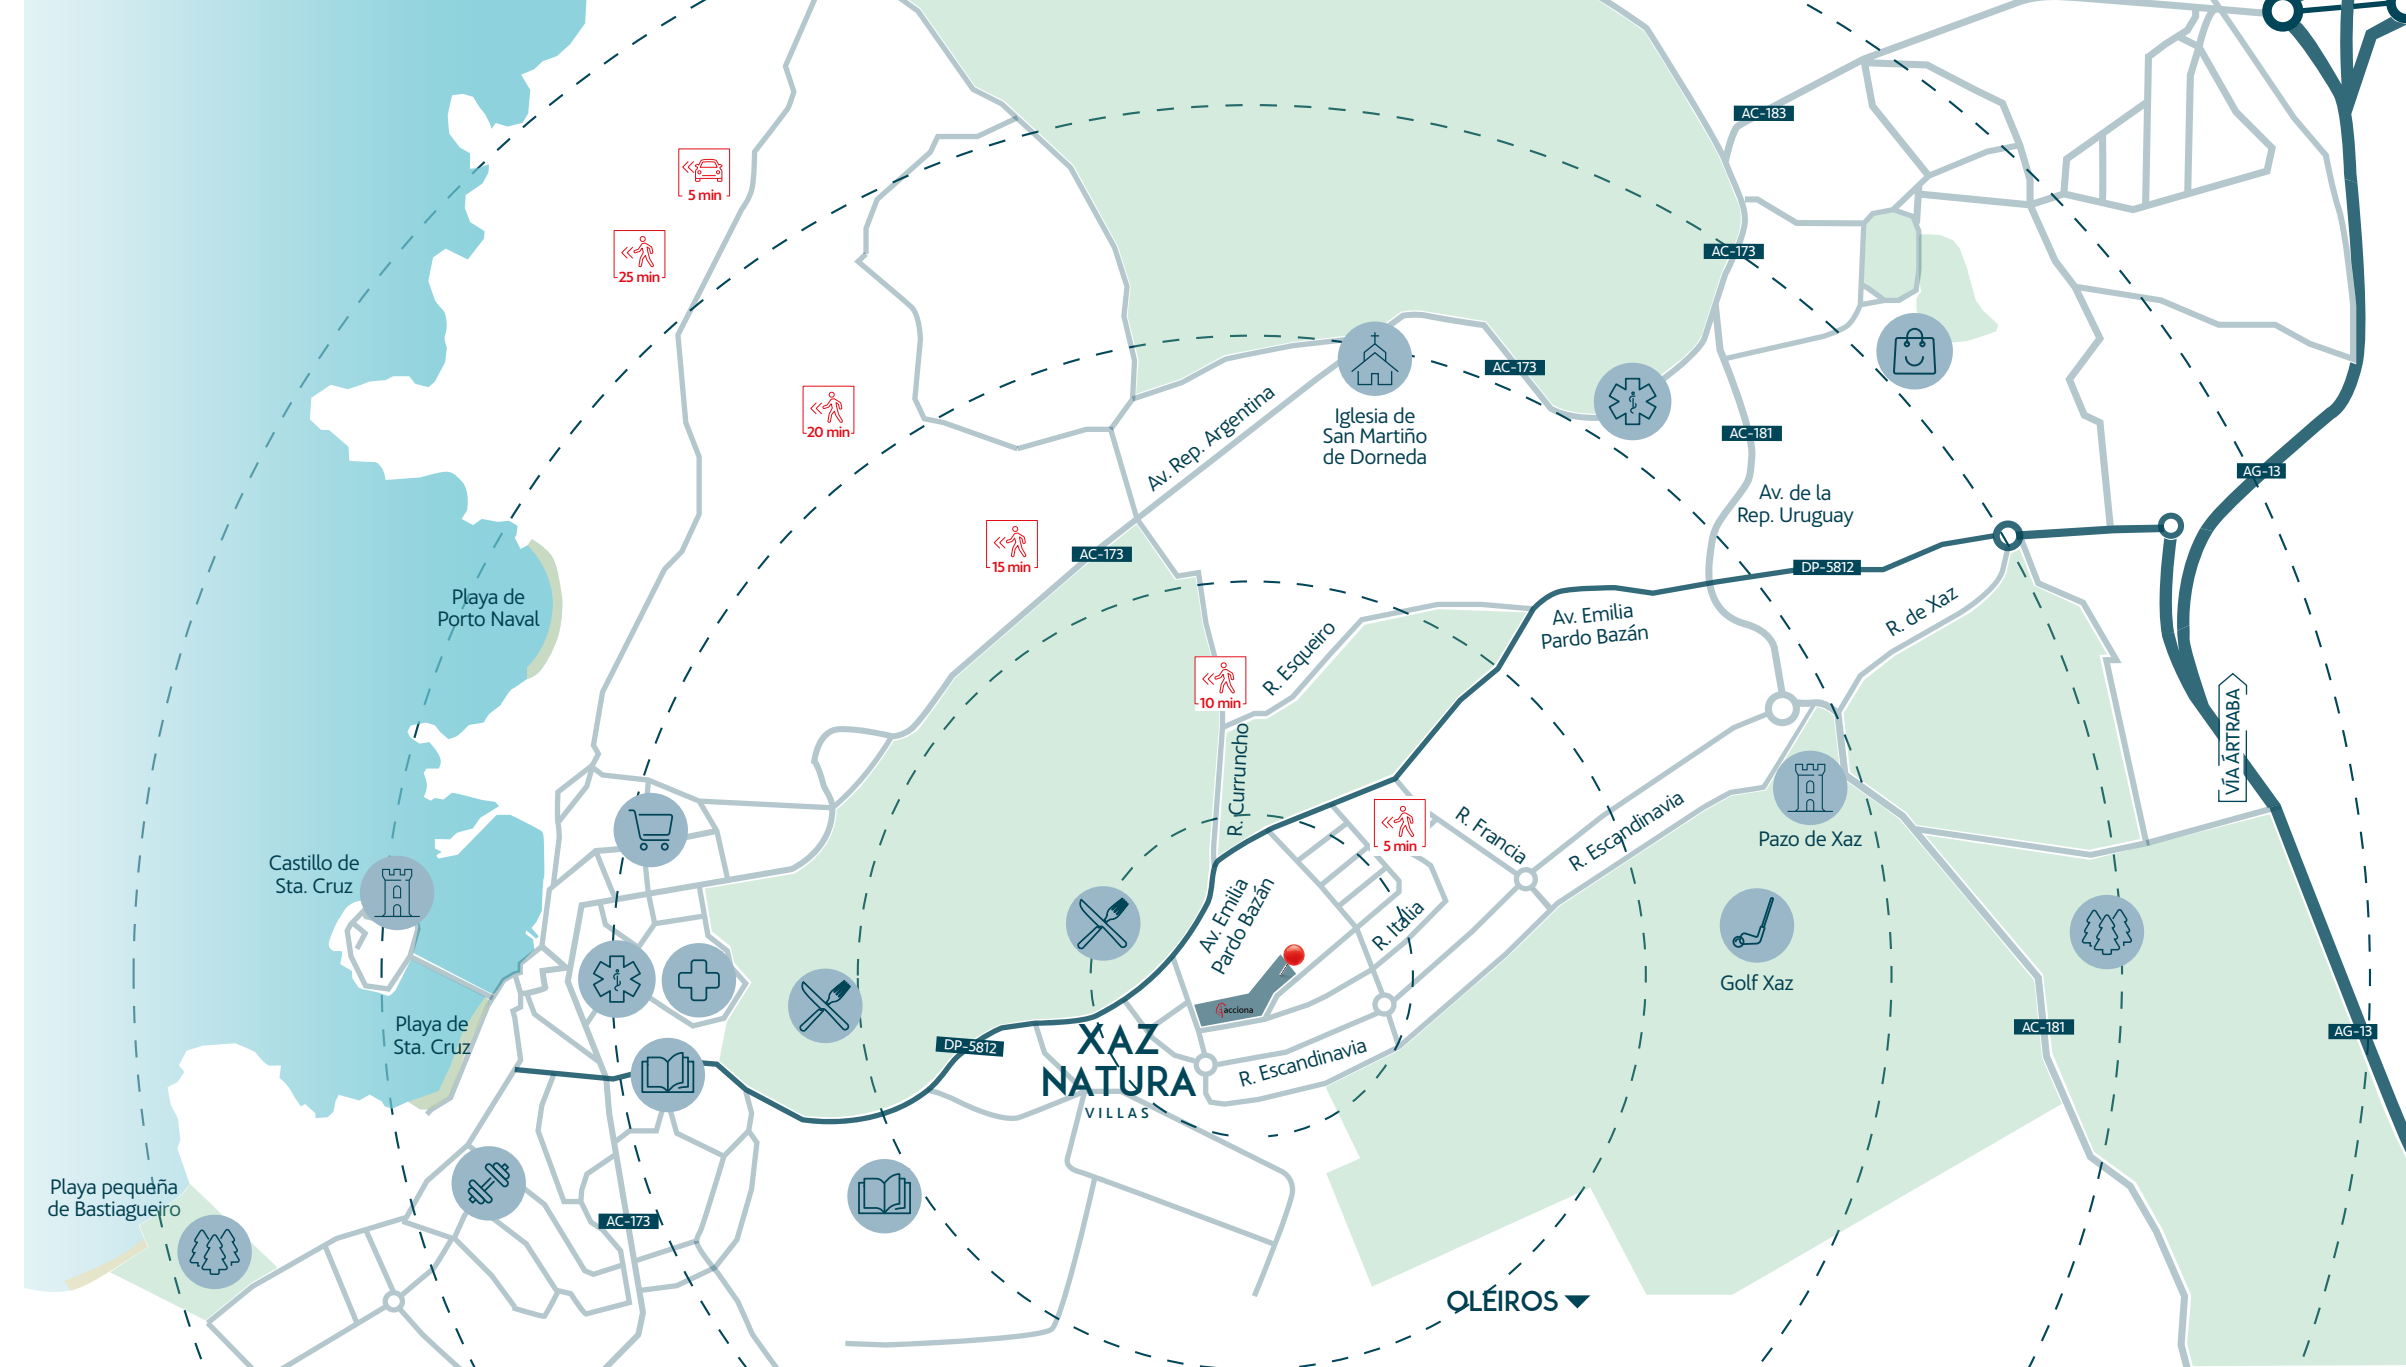 AC-183
5 min
AC-173
25 min
AC-173
20 min
Av. Rep. Argentina
Iglesia de
San Martiño
de Dorneda
AC-181
AG-13
Av. de la
Rep. Uruguay
15 min
AC-173
DP-5812
Playa de
Porto Naval
Av. Emilia
Pardo Bazán
R. de Xaz
R. Esqueiro
10 min
R. Curruncho
VÍA ÁRTRABA
5 min
R. Francia
R. Escandinavia
Pazo de Xaz
Castillo de
Sta. Cruz
Av. Emilia
Pardo Bazán
R. Italia
Golf Xaz
acciona
Playa de
Sta. Cruz
DP-5812
XAZ
NATURA
VILLAS
R. Escandinavia
AC-181
AG-13
Playa pequeña
de Bastiagueiro
AC-173
OLEIROS